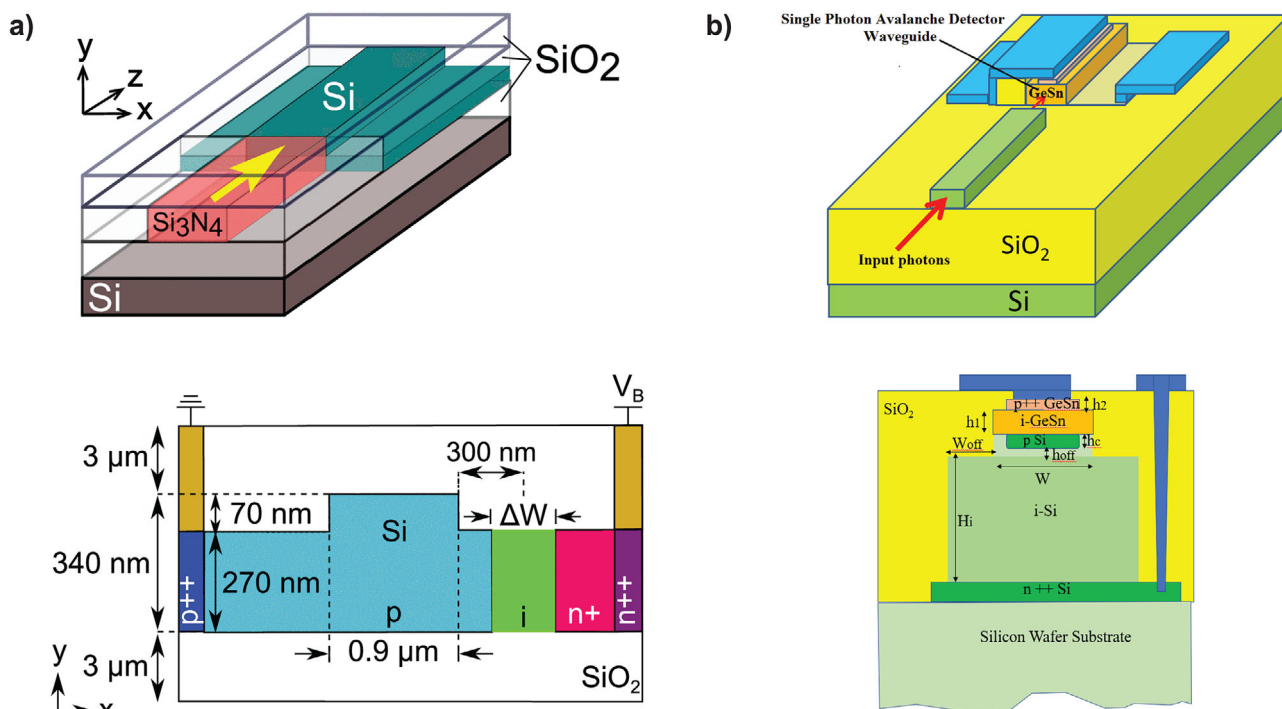 a)
y
z
x
Si
SiO2
Si3N4
Si
b)
Single Photon Avalanche Detector
Waveguide
GeSn
Input photons
SiO2
Si
VB
3 μm
300 nm
70 nm
Si
ΔW
340 nm
270 nm
p++
p
i
n+
n++
0.9 μm
3 μm
SiO2
y
x
SiO2
p++ GeSn
h2
h1
i-GeSn
p Si
hc
Woff
hoff
W
i-Si
Hi
n ++ Si
Silicon Wafer Substrate